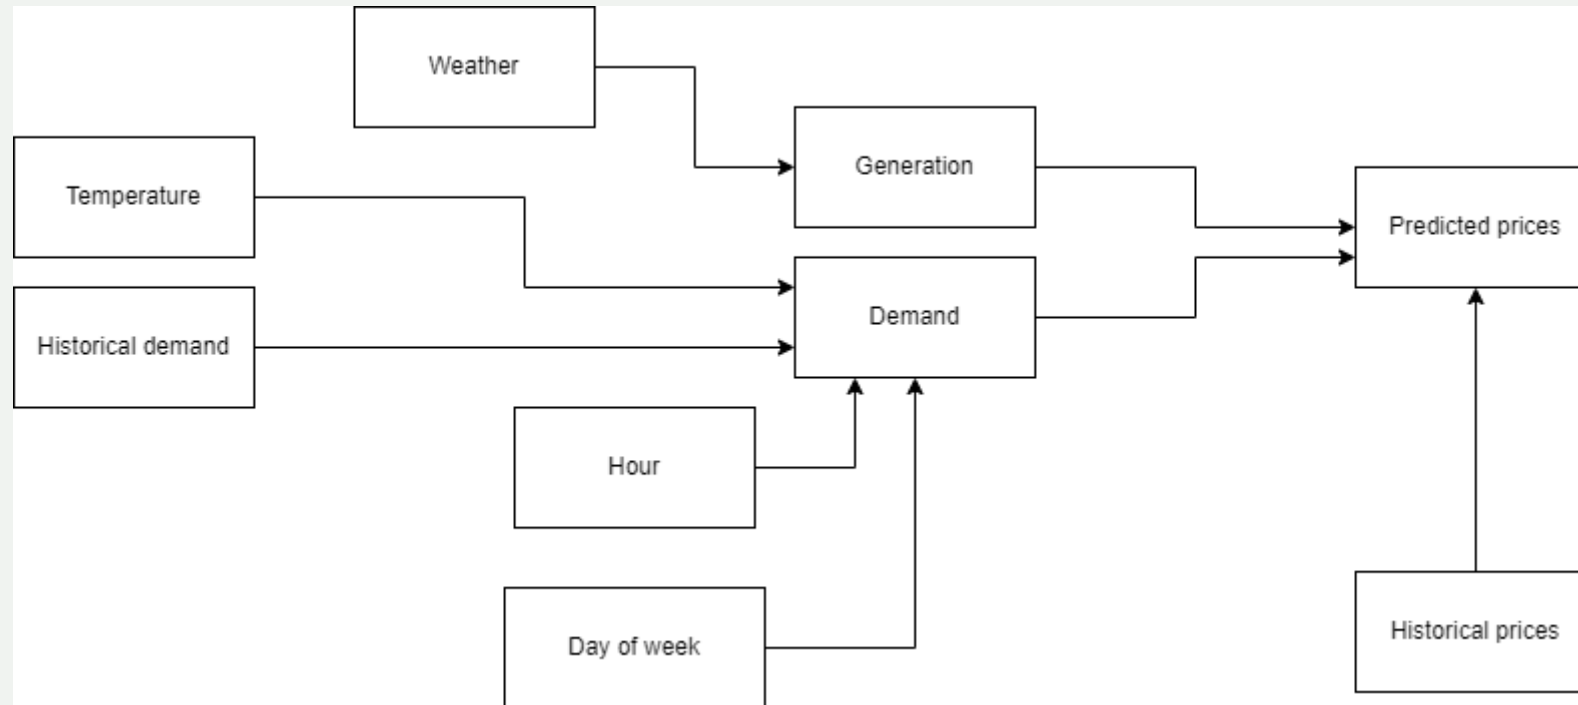 Weather
Generation
Temperature
Predicted prices
Demand
Historical demand
Hour
Historical prices
Day of week